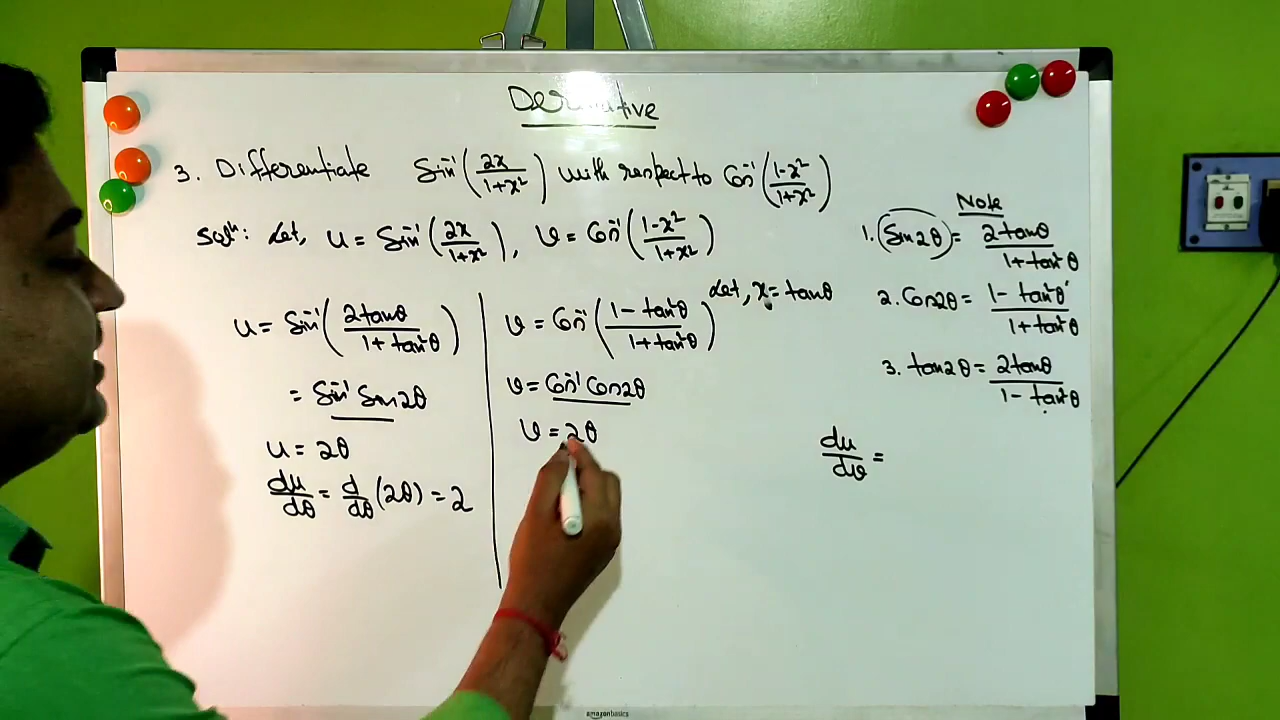 Derivative
3. Differentiate Sin⁻¹(2x/1+x²) with respect to Cos⁻¹(1-x²/1+x²)
Solⁿ: Let, u = Sin⁻¹(2x/1+x²), v = Cos⁻¹(1-x²/1+x²)
Let, x = tanθ
u = Sin⁻¹(2tanθ/1+tan²θ)
= Sin⁻¹ Sin2θ
u = 2θ
du/dθ = d/dθ(2θ) = 2
v = Cos⁻¹(1-tan²θ/1+tan²θ)
v = Cos⁻¹ Cos2θ
v = 2θ
Note
1. Sin2θ = 2tanθ/1+tan²θ
2. Cos2θ = 1-tan²θ/1+tan²θ
3. tan2θ = 2tanθ/1-tan²θ
du/dv =
amazonbasics